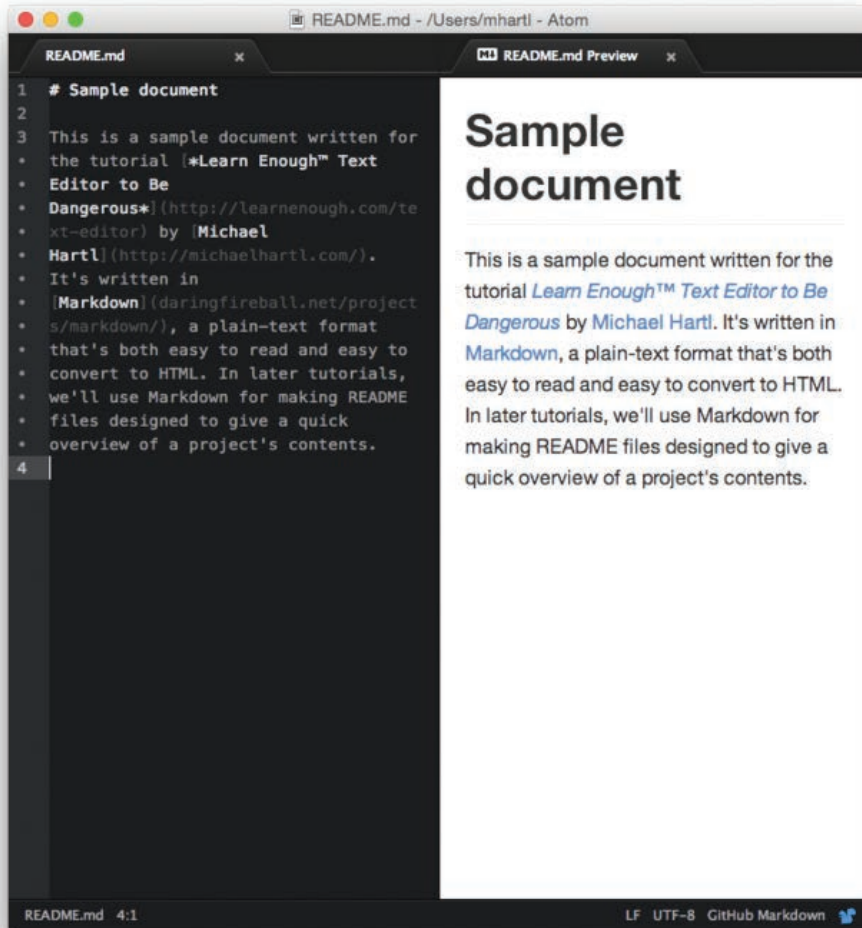 README.md - /Users/mhartl - Atom
README.md
README.md Preview
1 # Sample document
2
3 This is a sample document written for
• the tutorial [*Learn Enough™ Text
• Editor to Be
• Dangerous*](http://learnenough.com/te
• xt-editor) by [Michael
• Hartl](http://michaelhartl.com/).
• It's written in
• [Markdown](daringfireball.net/project
• s/markdown/), a plain-text format
• that's both easy to read and easy to
• convert to HTML. In later tutorials,
• we'll use Markdown for making README
• files designed to give a quick
• overview of a project's contents.
4
Sample
document
This is a sample document written for the
tutorial Learn Enough™ Text Editor to Be
Dangerous by Michael Hartl. It's written in
Markdown, a plain-text format that's both
easy to read and easy to convert to HTML.
In later tutorials, we'll use Markdown for
making README files designed to give a
quick overview of a project's contents.
README.md 4:1
LF UTF-8 GitHub Markdown